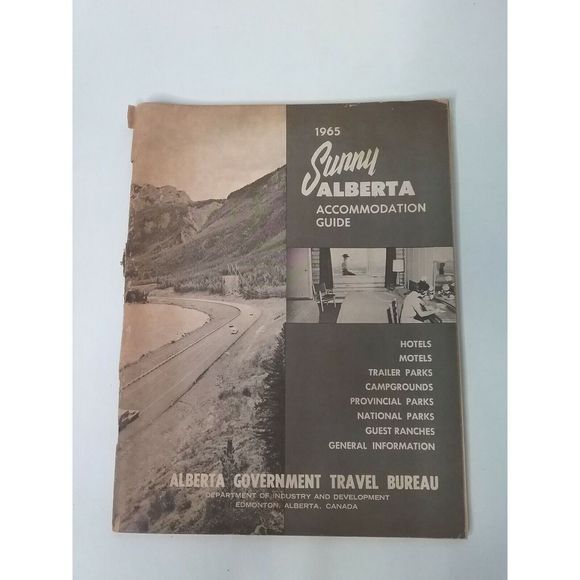 1965
Sunny
ALBERTA
ACCOMMODATION
GUIDE
HOTELS
MOTELS
TRAILER PARKS
CAMPGROUNDS
PROVINCIAL PARKS
NATIONAL PARKS
GUEST RANCHES
GENERAL INFORMATION
ALBERTA GOVERNMENT TRAVEL BUREAU
DEPARTMENT OF INDUSTRY AND DEVELOPMENT
EDMONTON, ALBERTA, CANADA